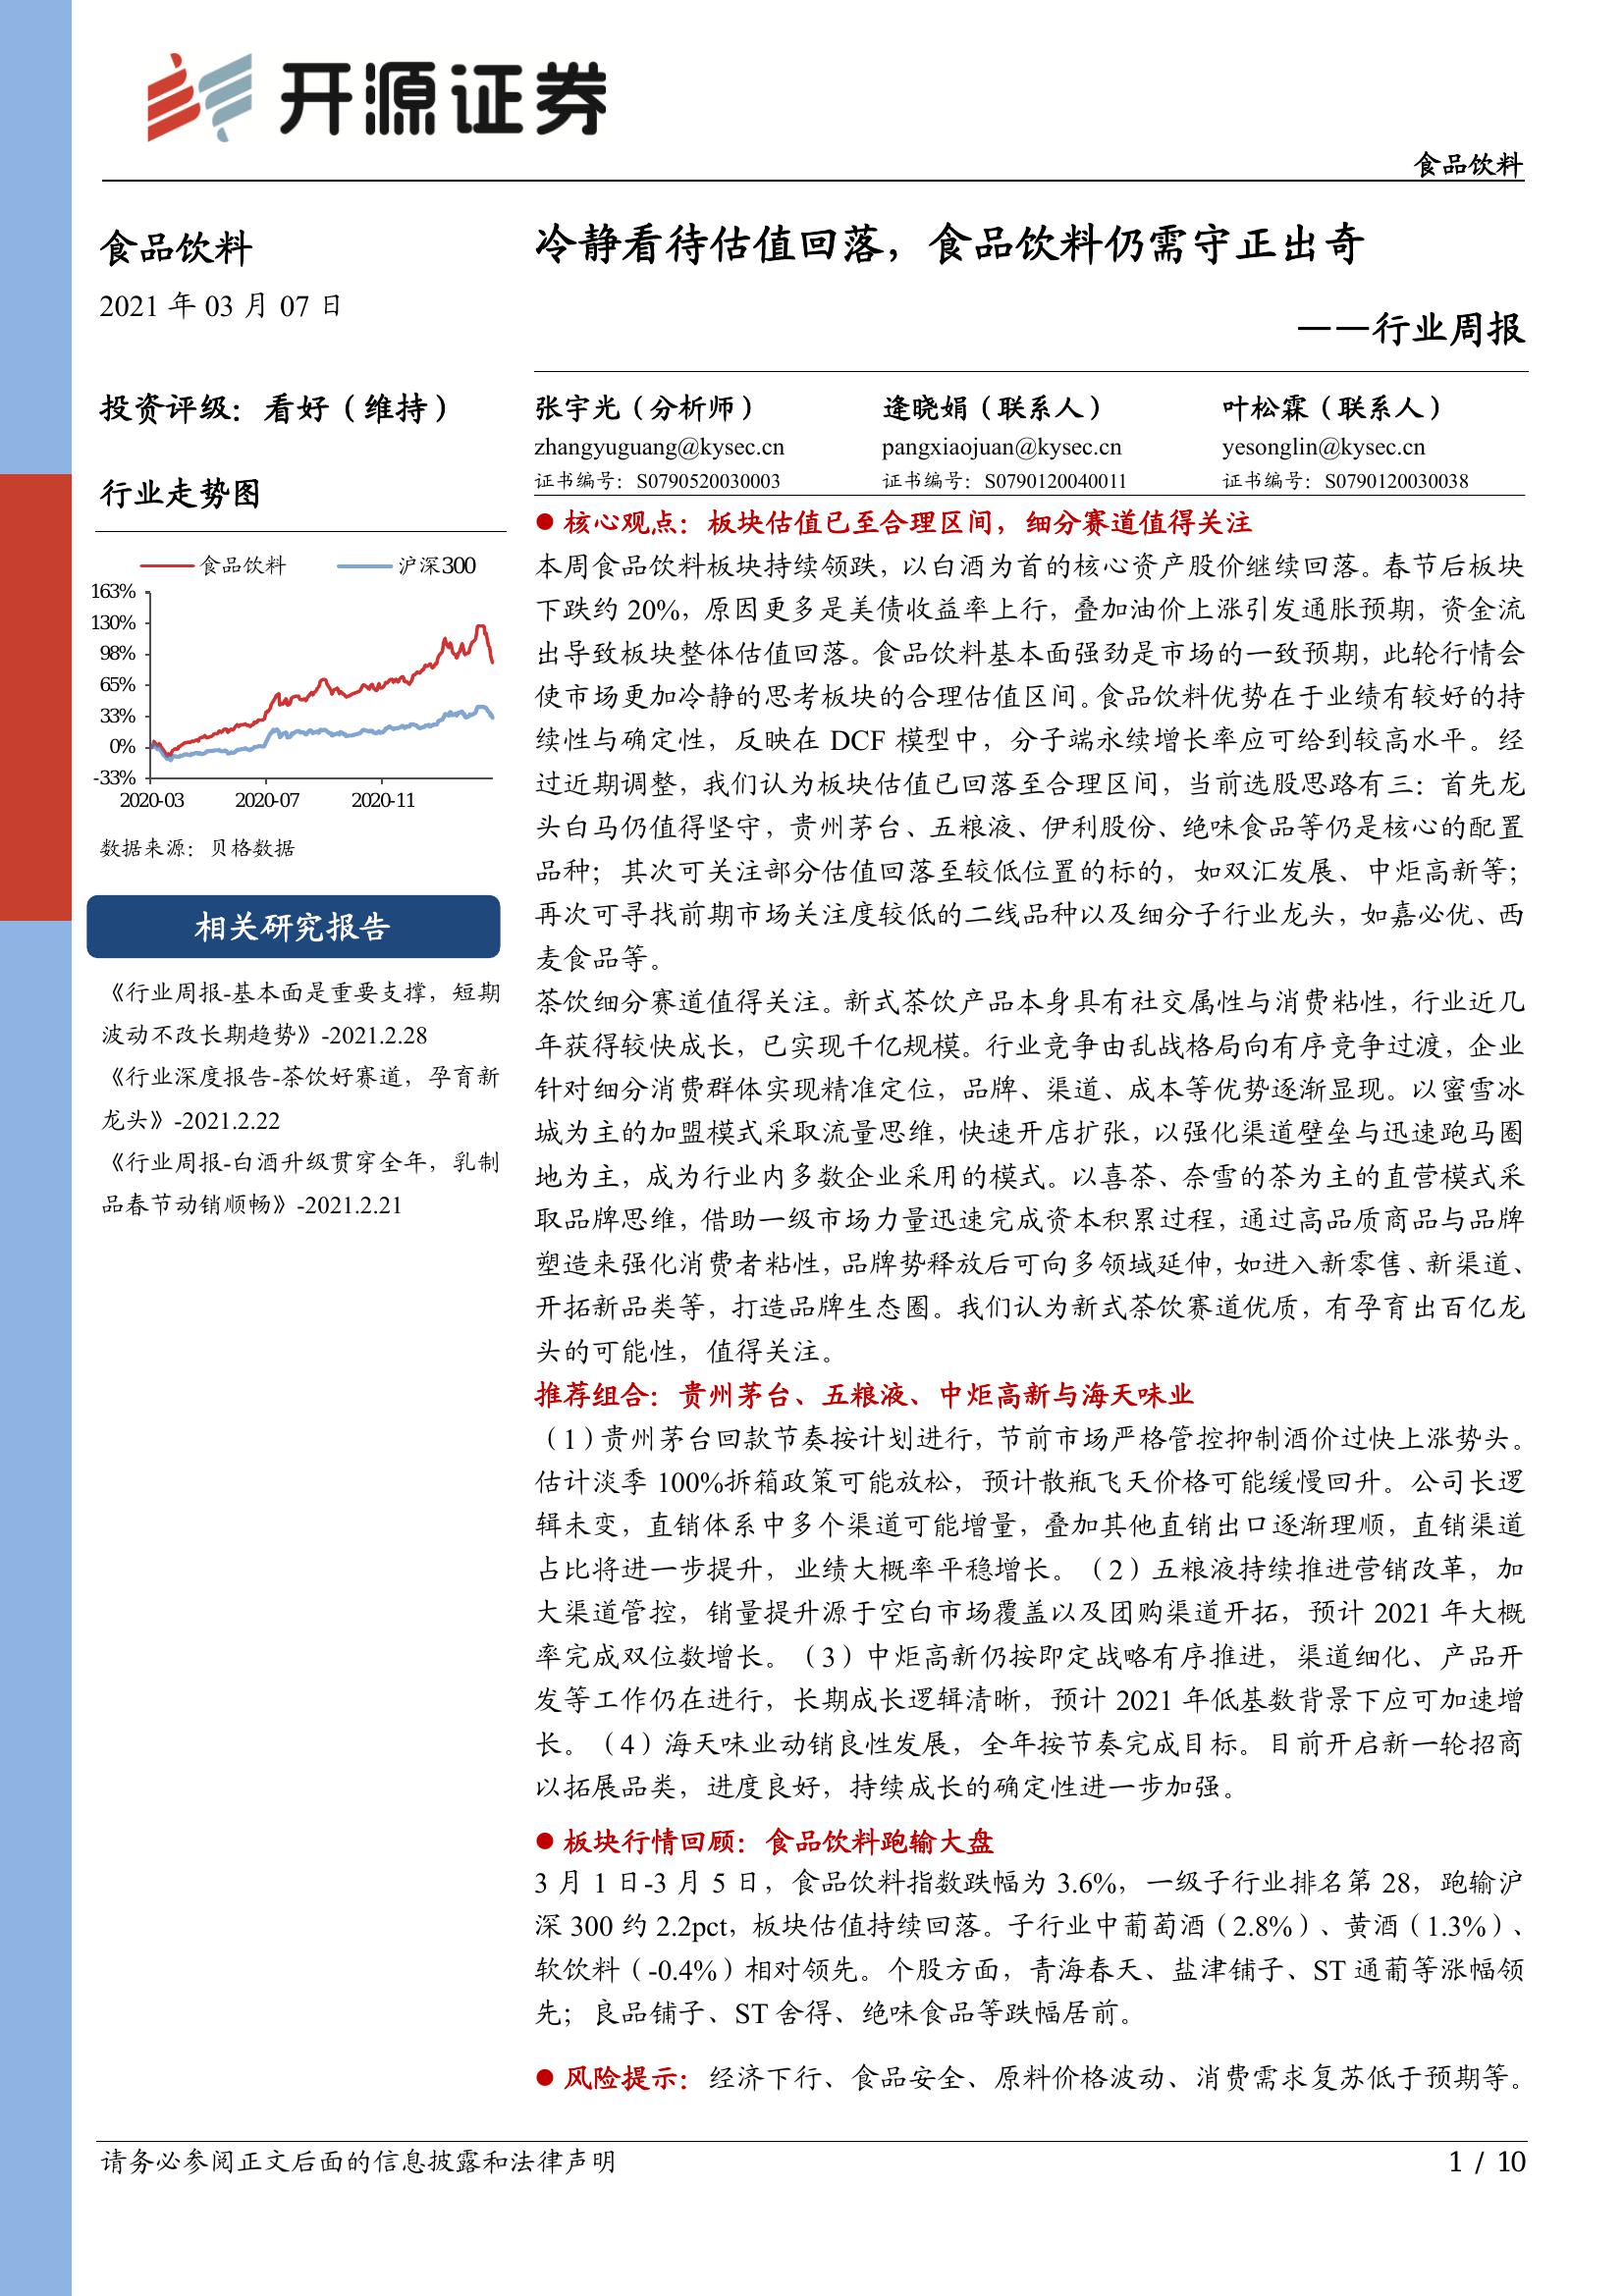 开源证券
食品饮料
食品饮料
2021 年 03 月 07 日
投资评级：看好（维持）
行业走势图
食品饮料 沪深300
163%
130%
98%
65%
33%
0%
-33%
2020-03 2020-07 2020-11
数据来源：贝格数据
相关研究报告
《行业周报-基本面是重要支撑，短期
波动不改长期趋势》-2021.2.28
《行业深度报告-茶饮好赛道，孕育新
龙头》-2021.2.22
《行业周报-白酒升级贯穿全年，乳制
品春节动销顺畅》-2021.2.21
冷静看待估值回落，食品饮料仍需守正出奇
——行业周报
张宇光（分析师） 逄晓娟（联系人） 叶松霖（联系人）
zhangyuguang@kysec.cn pangxiaojuan@kysec.cn yesonglin@kysec.cn
证书编号：S0790520030003 证书编号：S0790120040011 证书编号：S0790120030038
● 核心观点：板块估值已至合理区间，细分赛道值得关注
本周食品饮料板块持续领跌，以白酒为首的核心资产股价继续回落。春节后板块
下跌约 20%，原因更多是美债收益率上行，叠加油价上涨引发通胀预期，资金流
出导致板块整体估值回落。食品饮料基本面强劲是市场的一致预期，此轮行情会
使市场更加冷静的思考板块的合理估值区间。食品饮料优势在于业绩有较好的持
续性与确定性，反映在 DCF 模型中，分子端永续增长率应可给到较高水平。经
过近期调整，我们认为板块估值已回落至合理区间，当前选股思路有三：首先龙
头白马仍值得坚守，贵州茅台、五粮液、伊利股份、绝味食品等仍是核心的配置
品种；其次可关注部分估值回落至较低位置的标的，如双汇发展、中炬高新等；
再次可寻找前期市场关注度较低的二线品种以及细分子行业龙头，如嘉必优、西
麦食品等。
茶饮细分赛道值得关注。新式茶饮产品本身具有社交属性与消费粘性，行业近几
年获得较快成长，已实现千亿规模。行业竞争由乱战格局向有序竞争过渡，企业
针对细分消费群体实现精准定位，品牌、渠道、成本等优势逐渐显现。以蜜雪冰
城为主的加盟模式采取流量思维，快速开店扩张，以强化渠道壁垒与迅速跑马圈
地为主，成为行业内多数企业采用的模式。以喜茶、奈雪的茶为主的直营模式采
取品牌思维，借助一级市场力量迅速完成资本积累过程，通过高品质商品与品牌
塑造来强化消费者粘性，品牌势释放后可向多领域延伸，如进入新零售、新渠道、
开拓新品类等，打造品牌生态圈。我们认为新式茶饮赛道优质，有孕育出百亿龙
头的可能性，值得关注。
推荐组合：贵州茅台、五粮液、中炬高新与海天味业
（1）贵州茅台回款节奏按计划进行，节前市场严格管控抑制酒价过快上涨势头。
估计淡季 100%拆箱政策可能放松，预计散瓶飞天价格可能缓慢回升。公司长逻
辑未变，直销体系中多个渠道可能增量，叠加其他直销出口逐渐理顺，直销渠道
占比将进一步提升，业绩大概率平稳增长。（2）五粮液持续推进营销改革，加
大渠道管控，销量提升源于空白市场覆盖以及团购渠道开拓，预计 2021 年大概
率完成双位数增长。（3）中炬高新仍按即定战略有序推进，渠道细化、产品开
发等工作仍在进行，长期成长逻辑清晰，预计 2021 年低基数背景下应可加速增
长。（4）海天味业动销良性发展，全年按节奏完成目标。目前开启新一轮招商
以拓展品类，进度良好，持续成长的确定性进一步加强。
● 板块行情回顾：食品饮料跑输大盘
3 月 1 日-3 月 5 日，食品饮料指数跌幅为 3.6%，一级子行业排名第 28，跑输沪
深 300 约 2.2pct，板块估值持续回落。子行业中葡萄酒（2.8%）、黄酒（1.3%）、
软饮料（-0.4%）相对领先。个股方面，青海春天、盐津铺子、ST 通葡等涨幅领
先；良品铺子、ST 舍得、绝味食品等跌幅居前。
● 风险提示：经济下行、食品安全、原料价格波动、消费需求复苏低于预期等。
请务必参阅正文后面的信息披露和法律声明 1 / 10